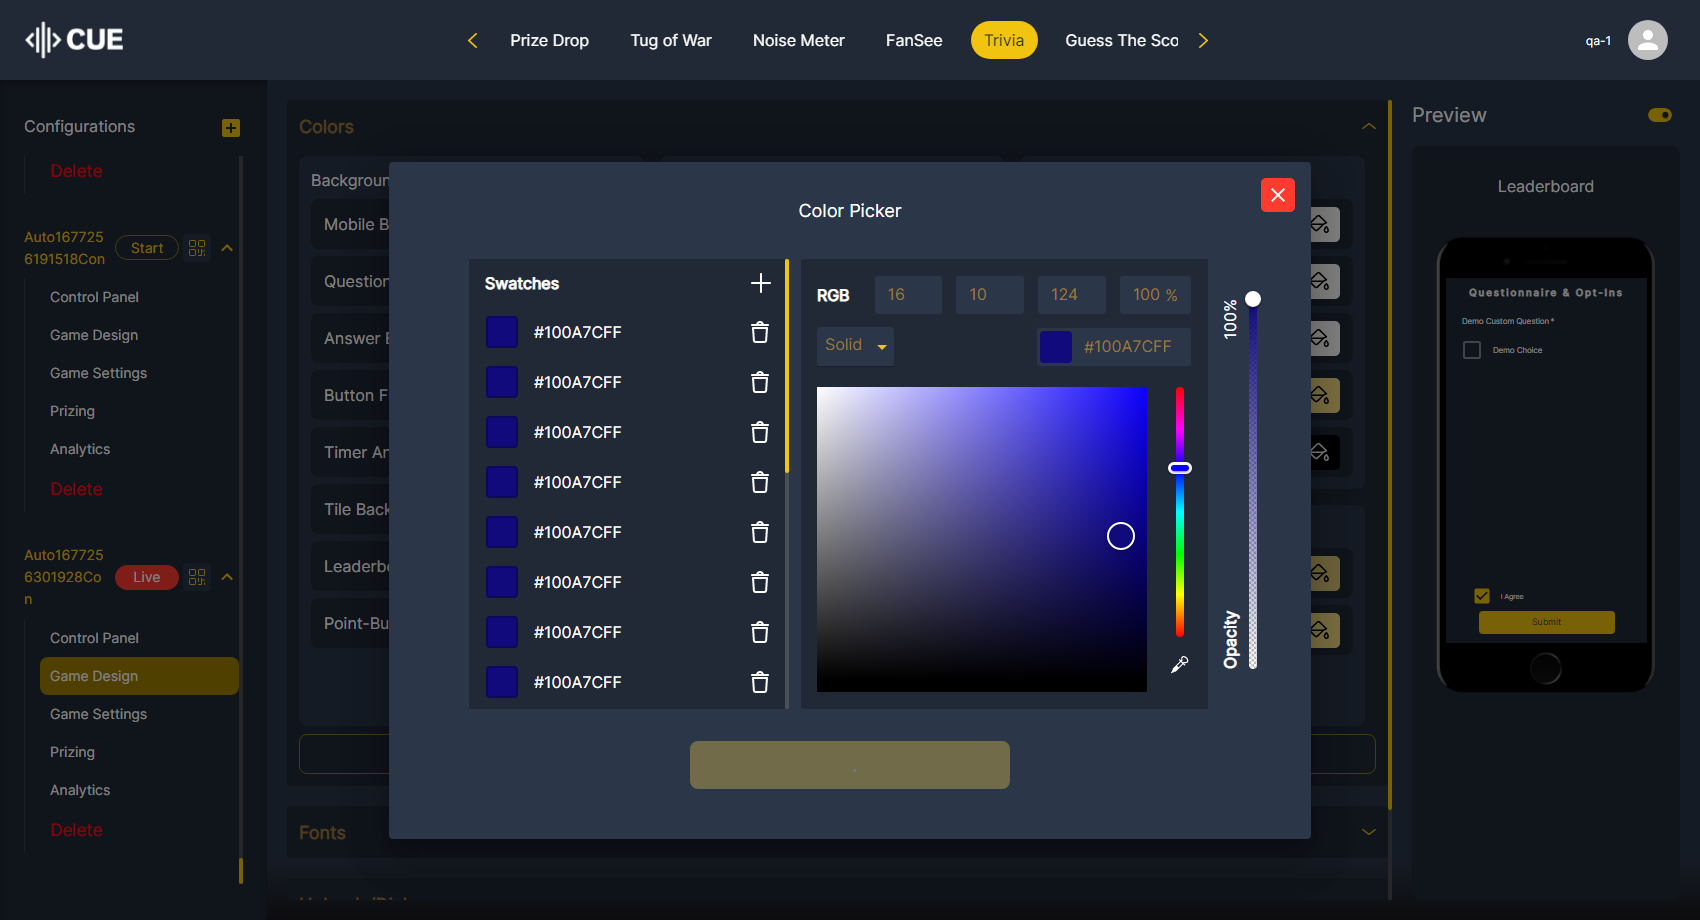 CUE
Prize Drop
Tug of War
Noise Meter
FanSee
Trivia
Guess The Sco
qa-1
Configurations
Delete
Auto167725
6191518Con
Start
Control Panel
Game Design
Game Settings
Prizing
Analytics
Delete
Auto167725
6301928Co
n
Live
Control Panel
Game Design
Game Settings
Prizing
Analytics
Delete
Colors
Backgroun
Mobile B
Question
Answer
Button F
Timer An
Tile Back
Leaderbo
Point-Bu
Fonts
Color Picker
Swatches
#100A7CFF
#100A7CFF
#100A7CFF
#100A7CFF
#100A7CFF
#100A7CFF
#100A7CFF
#100A7CFF
RGB
16
10
124
100 %
Solid
#100A7CFF
100%
Opacity
Preview
Leaderboard
Questionnaire & Opt-Ins
Demo Custom Question *
Demo Choice
I Agree
Submit